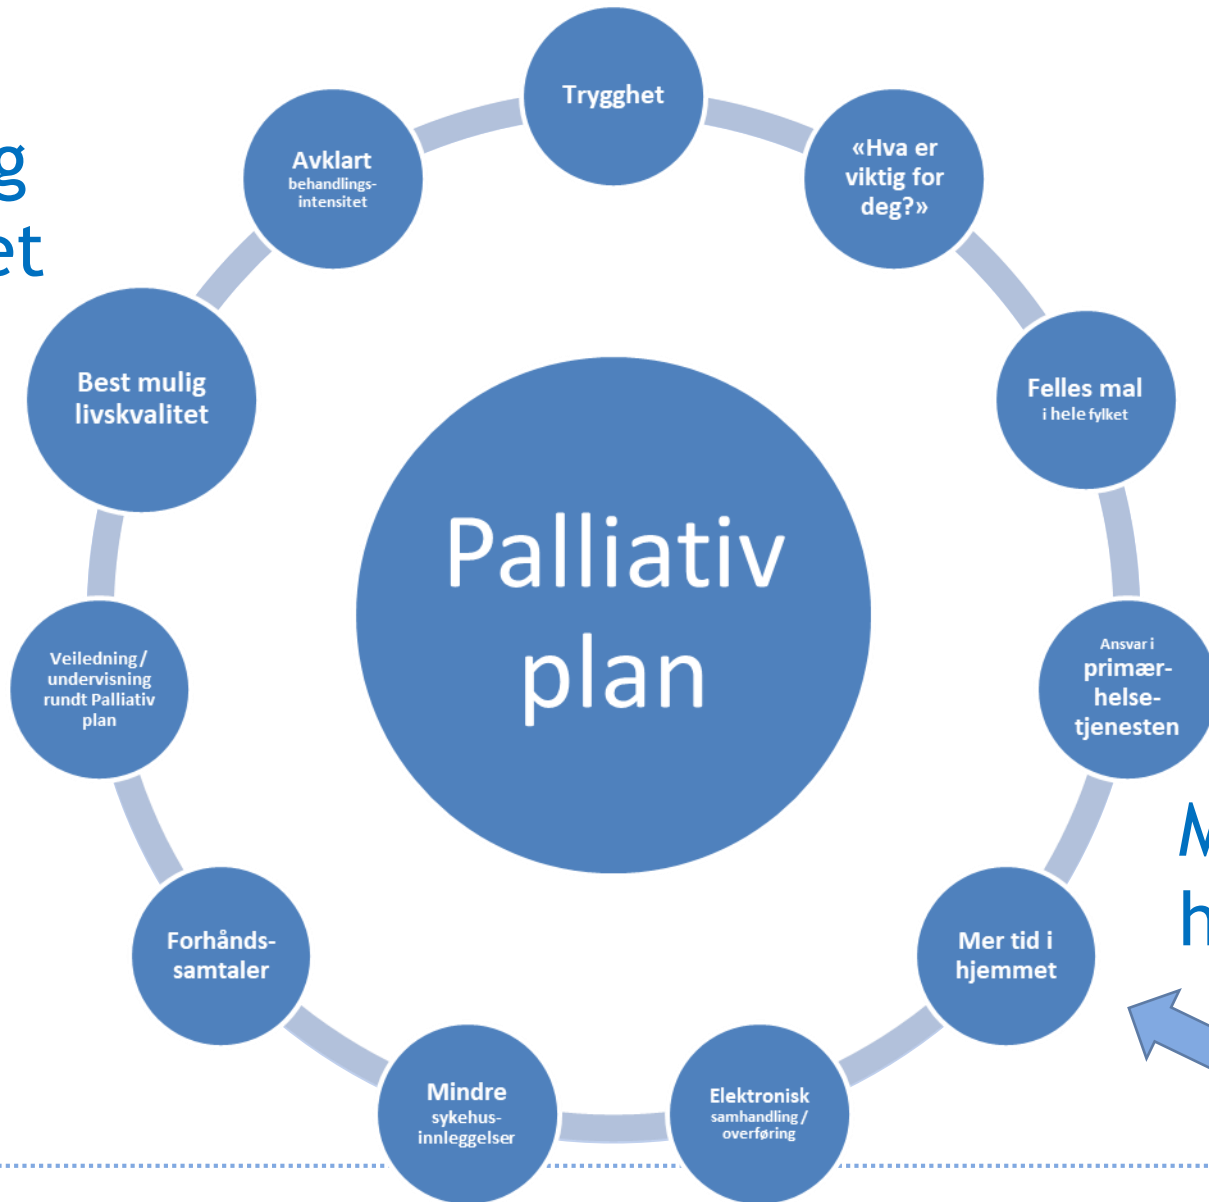 Trygghet
«Hva er
viktig for
deg?»
Felles mal
i hele fylket
Ansvar i
primær-
helse-
tjenesten
Mer tid i
hjemmet
Elektronisk
samhandling /
overføring
Mindre
sykehus-
innleggelser
Forhånds-
samtaler
Veiledning /
undervisning
rundt Palliativ
plan
Best mulig
livskvalitet
Avklart
behandlings-
intensitet
Palliativ
plan
g
et
M
h